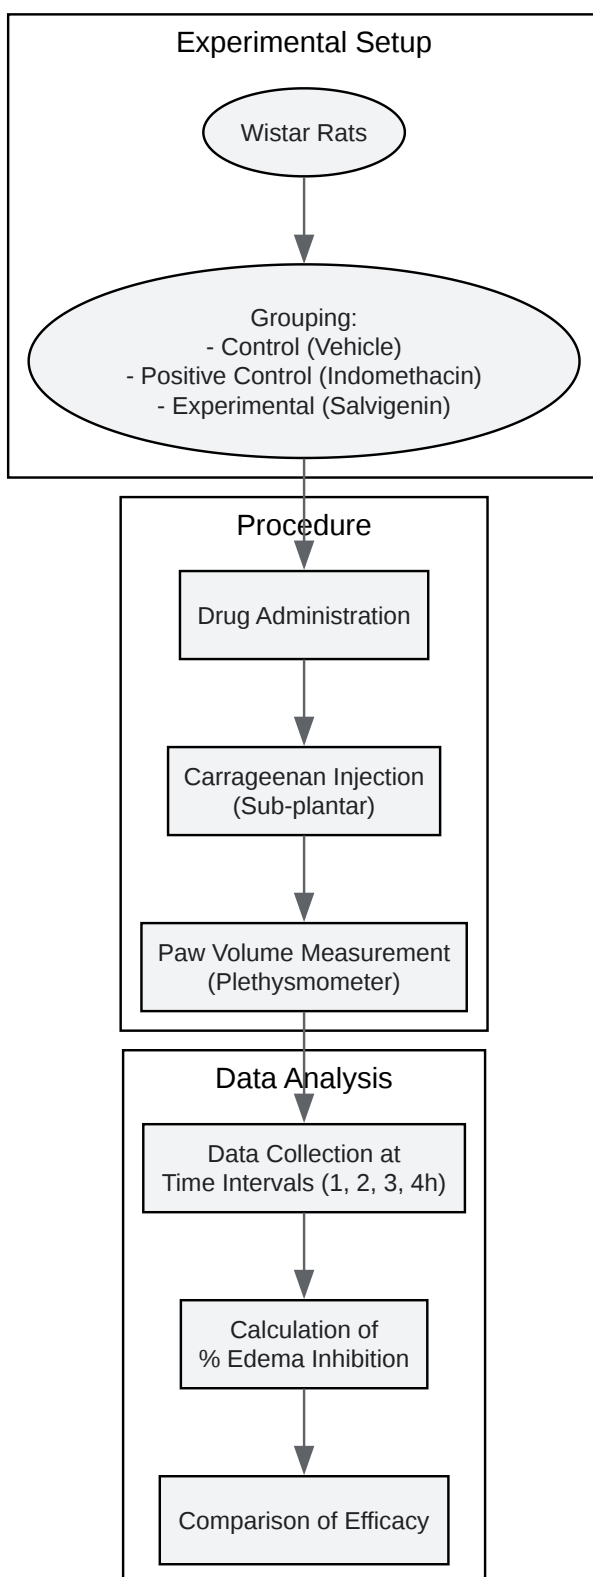 Experimental Setup
Wistar Rats
Grouping:
- Control (Vehicle)
- Positive Control (Indomethacin)
- Experimental (Salvigenin)
Procedure
Drug Administration
Carrageenan Injection
(Sub-plantar)
Paw Volume Measurement
(Plethysmometer)
Data Analysis
Data Collection at
Time Intervals (1, 2, 3, 4h)
Calculation of
% Edema Inhibition
Comparison of Efficacy